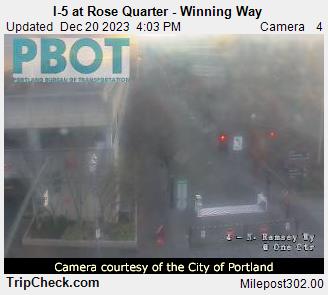 I-5 at Rose Quarter - Winning Way
Updated Dec 20 2023 4:03 PM Camera 4
PBOT
PORTLAND BUREAU OF TRANSPORTATION
4 - N. Ramsey Wy
@ One Ctr
Camera courtesy of the City of Portland
TripCheck.com Milepost302.00